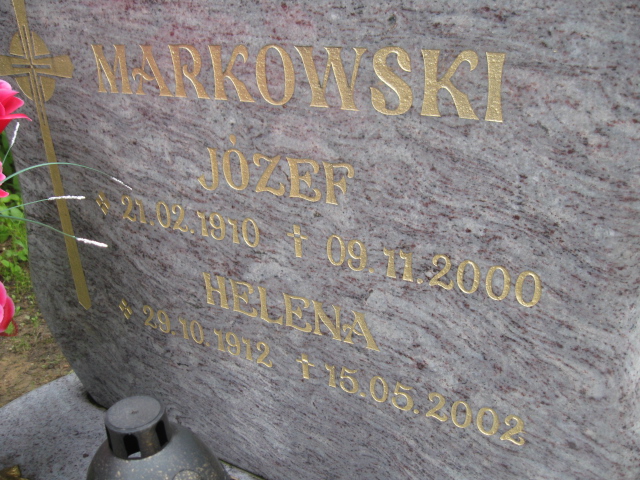 MARKOWSKI
JÓZEF
21.02.1910 † 09.11.2000
HELENA
29.10.1912 † 15.05.2002